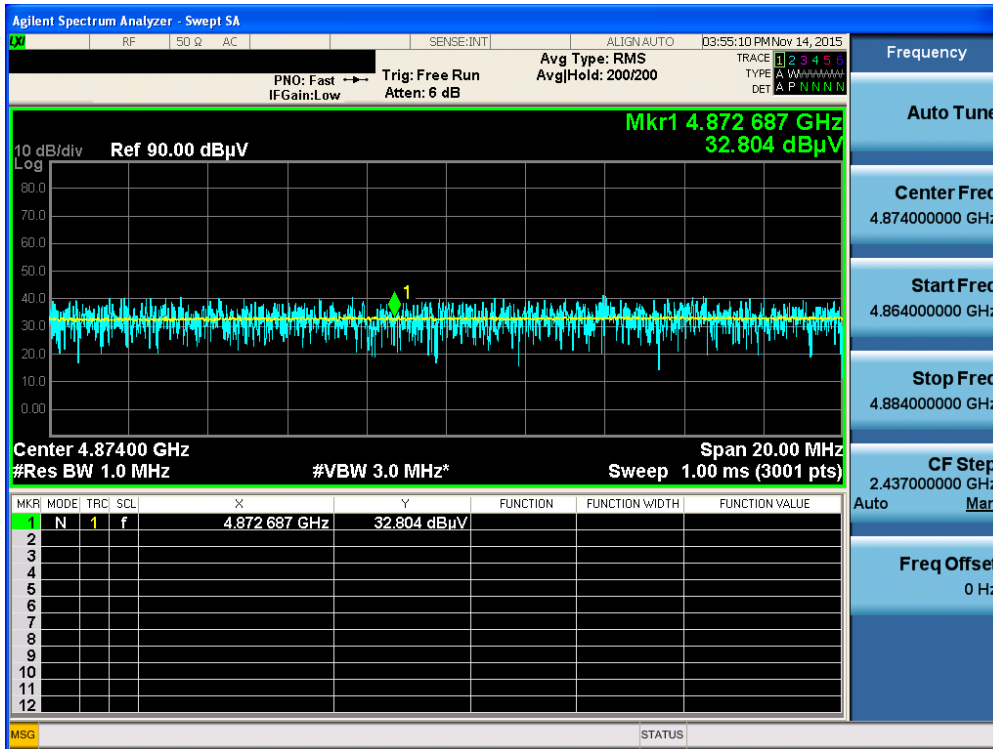 Agilent Spectrum Analyzer - Swept SA
LXI RF 50 Ω AC SENSE:INT ALIGN AUTO 03:55:10 PM Nov 14, 2015
Frequency
Avg Type: RMS
TRACE 1 2 3 4 5 6
PNO: Fast Trig: Free Run Avg|Hold: 200/200
TYPE A WWWWW
IFGain:Low Atten: 6 dB
DET A P N N N N
Auto Tune
Mkr1 4.872 687 GHz
32.804 dBµV
10 dB/div Ref 90.00 dBµV
Log
80.0
70.0
60.0
50.0
40.0
30.0
20.0
10.0
0.00
1
Center Freq
4.874000000 GHz
Start Freq
4.864000000 GHz
Stop Freq
4.884000000 GHz
Center 4.87400 GHz Span 20.00 MHz
#Res BW 1.0 MHz #VBW 3.0 MHz* Sweep 1.00 ms (3001 pts)
CF Step
2.437000000 GHz
Auto Man
MKR MODE TRC SCL X Y FUNCTION FUNCTION WIDTH FUNCTION VALUE
1 N 1 f 4.872 687 GHz 32.804 dBµV
2
3
4
5
6
7
8
9
10
11
12
Freq Offset
0 Hz
MSG STATUS